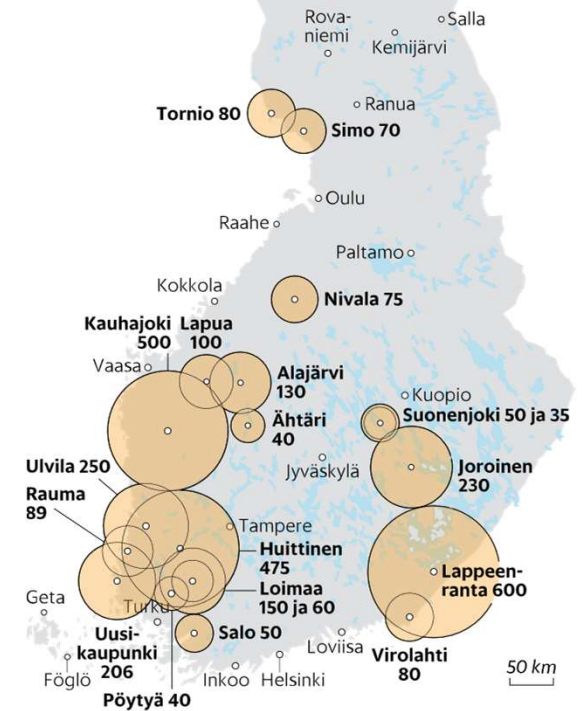 Rova-
niemi
Salla
Kemijärvi
Tornio 80
Ranua
Simo 70
Oulu
Raahe
Paltamo
Kokkola
Nivala 75
Kauhajoki
500
Lapua
100
Vaasa
Alajärvi
130
Kuopio
Suonenjoki 50 ja 35
Ähtäri
40
Jyväskylä
Ulvila 250
Joroinen
230
Rauma
89
Tampere
Huittinen
475
Lappeen-
ranta 600
Loimaa
150 ja 60
Geta
Turku
Uusi-
kaupunki
206
Salo 50
Loviisa
Virolahti
80
Föglö
Inkoo
Helsinki
50 km
Pöytyä 40